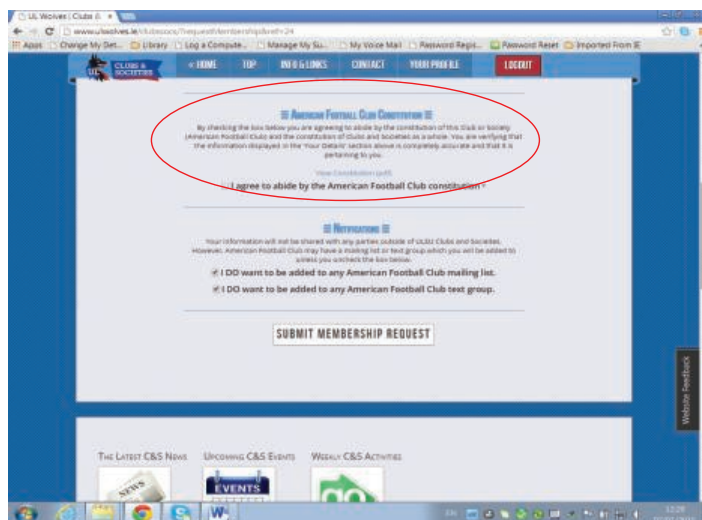 UL Wolves | Clubs &
www.ulwolves.ie/clubssocs/?requestMembership&ref=24
Apps Change My Det... Library Log a Compute... Manage My Su... My Voice Mail Password Regis... Password Reset Imported From IE
UL CLUBS & SOCIETIES « HOME TOP INFO & LINKS CONTACT YOUR PROFILE LOGOUT
American Football Club Constitution
By checking the box below you are agreeing to abide by the constitution of this Club or Society
(American Football Club) and the constitution of Clubs and Societies as a whole. You are verifying that
the information displayed in the 'Your Details' section above is completely accurate and that it is
pertaining to you.
View Constitution (pdf)
I agree to abide by the American Football Club constitution *
Notifications
Your information will not be shared with any parties outside of ULSU Clubs and Societies.
However, American Football Club may have a mailing list or text group which you will be added to
unless you uncheck the box below.
I DO want to be added to any American Football Club mailing list.
I DO want to be added to any American Football Club text group.
SUBMIT MEMBERSHIP REQUEST
Website Feedback
The Latest C&S News Upcoming C&S Events Weekly C&S Activities
NEWS EVENTS go
EN 12:29